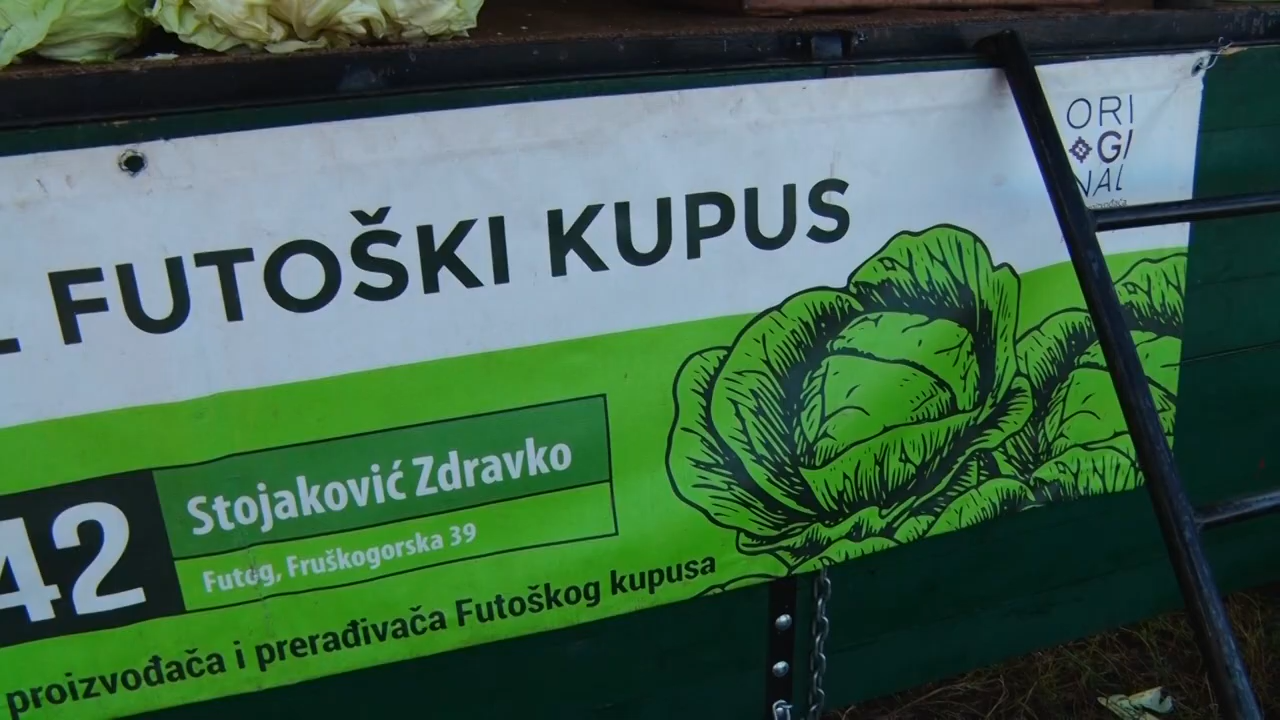 FUTOŠKI KUPUS
ORI
GI
NAL
42
Stojaković Zdravko
Futog, Fruškogorska 39
proizvođača i prerađivača Futoškog kupusa